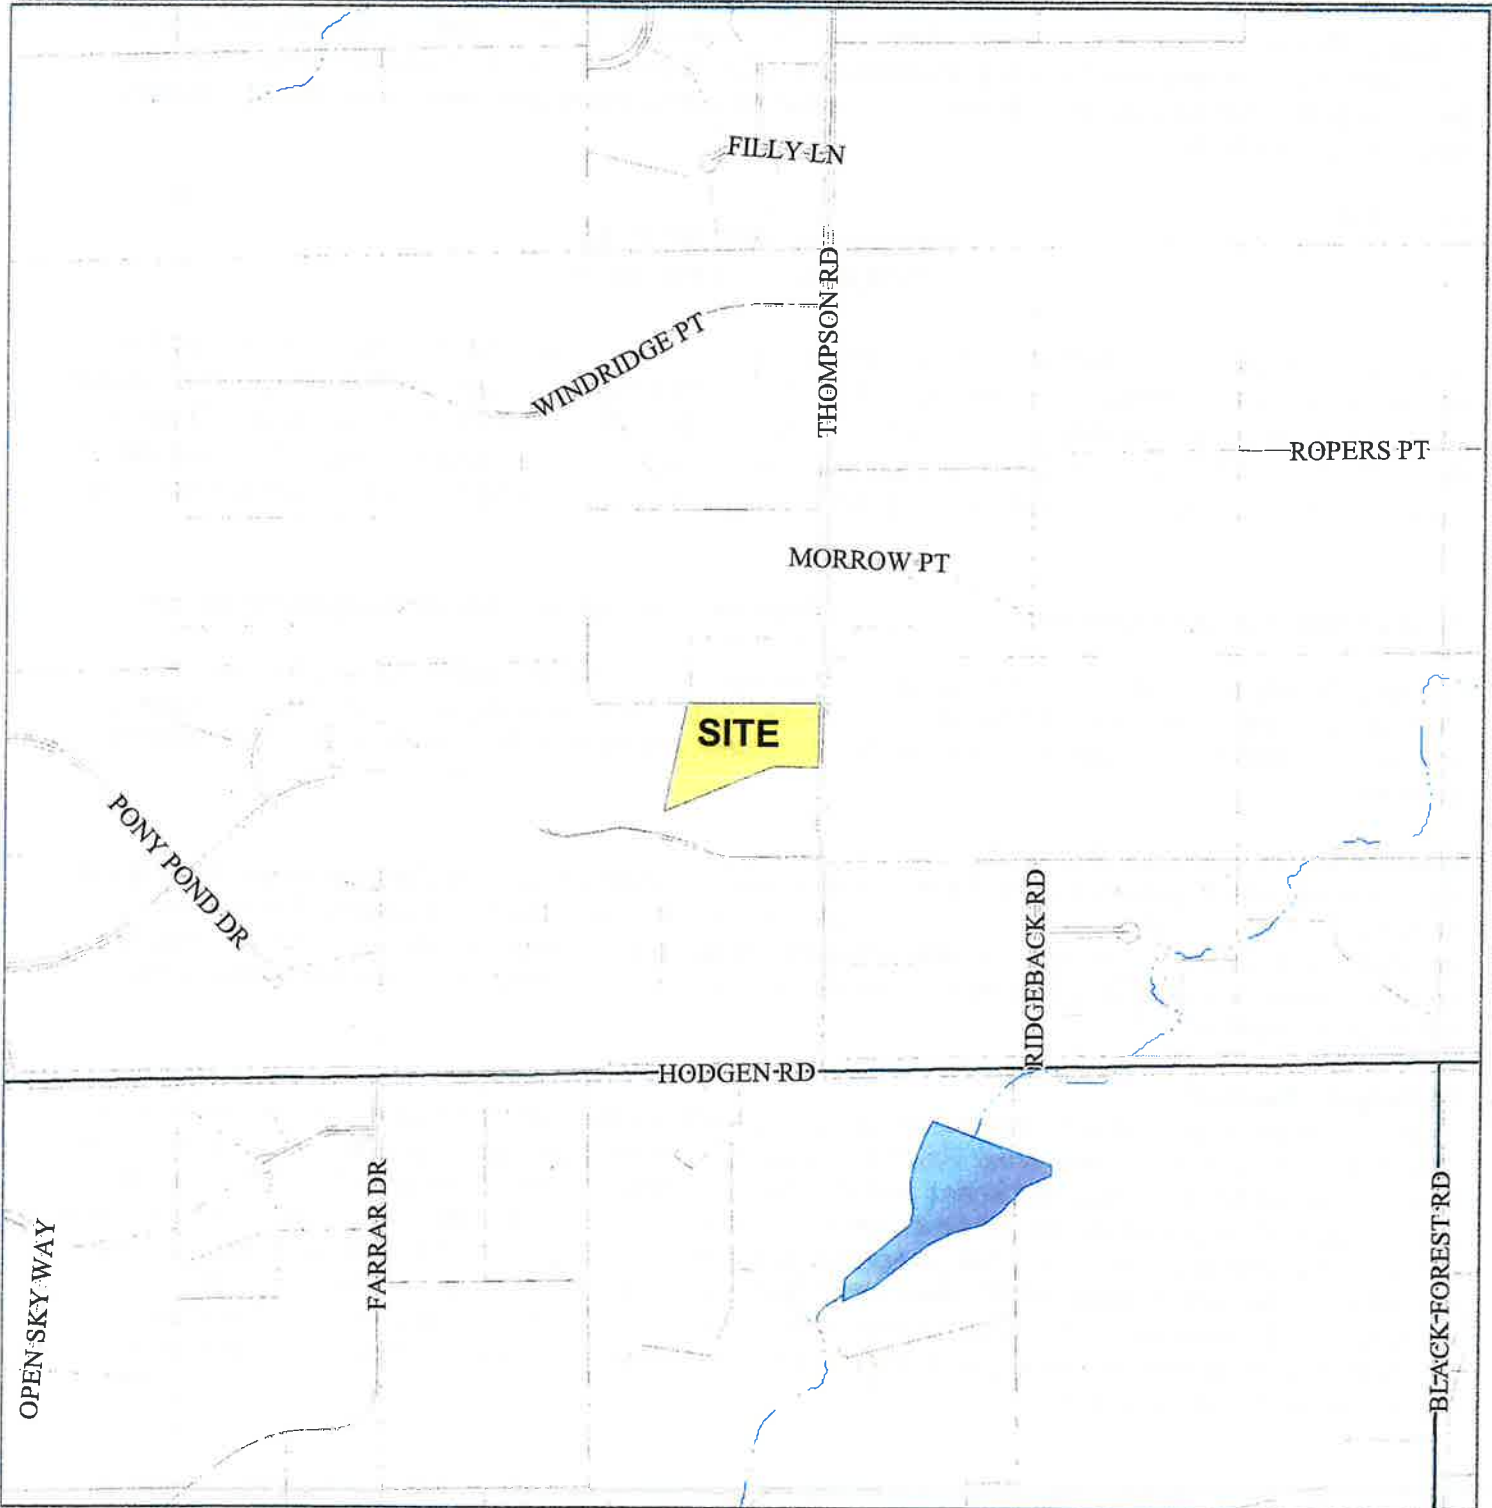 FILLY LN
THOMPSON RD
WINDRIDGE PT
ROPERS PT
MORROW PT
SITE
PONY POND DR
RIDGEBACK RD
HODGEN RD
FARRAR DR
OPEN SKY WAY
BLACK FOREST RD